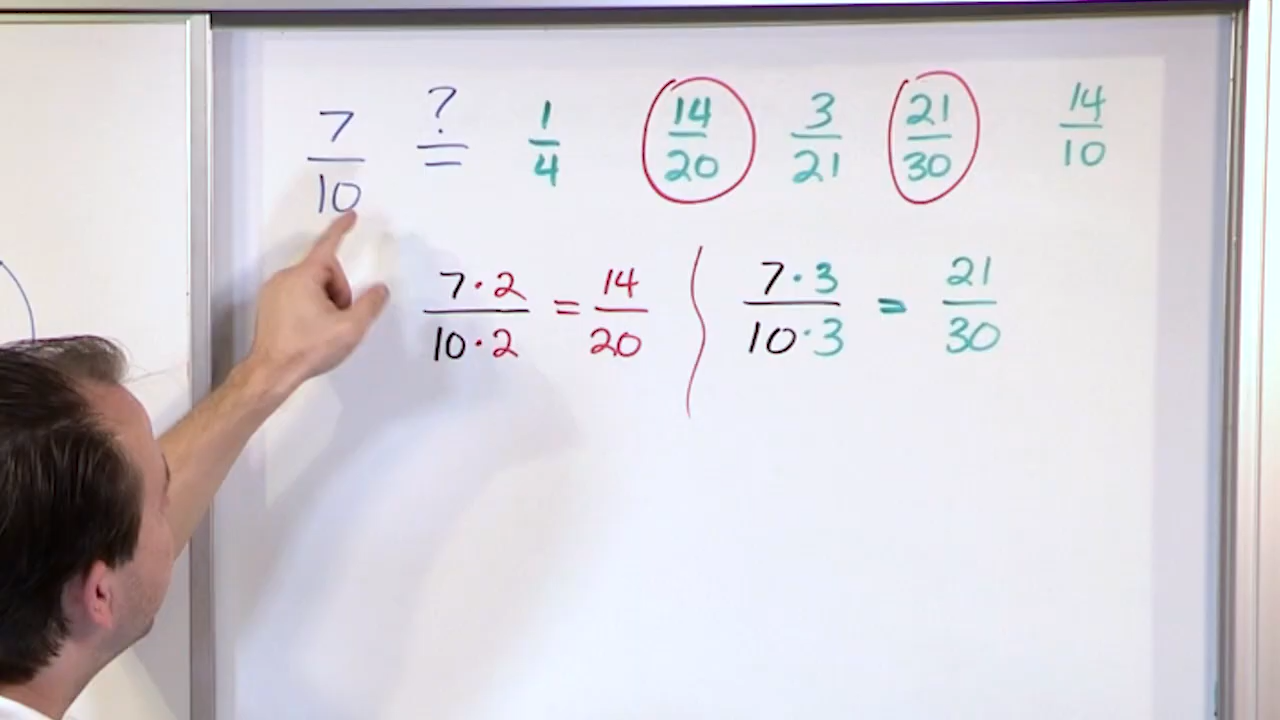 7/10 ?= 1/4 14/20 3/21 21/30 14/10
7·2/10·2 = 14/20 7·3/10·3 = 21/30